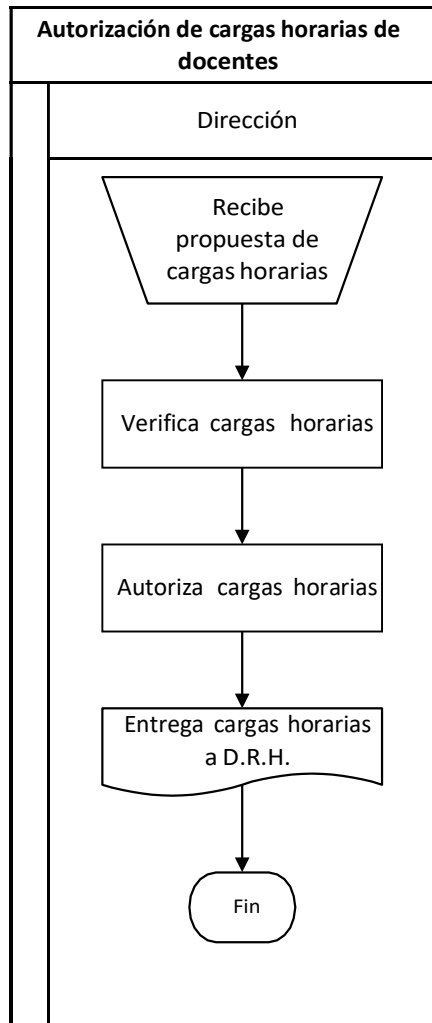 Autorización de cargas horarias de
docentes
Dirección
Recibe
propuesta de
cargas horarias
Verifica cargas horarias
Autoriza cargas horarias
Entrega cargas horarias
a D.R.H.
Fin